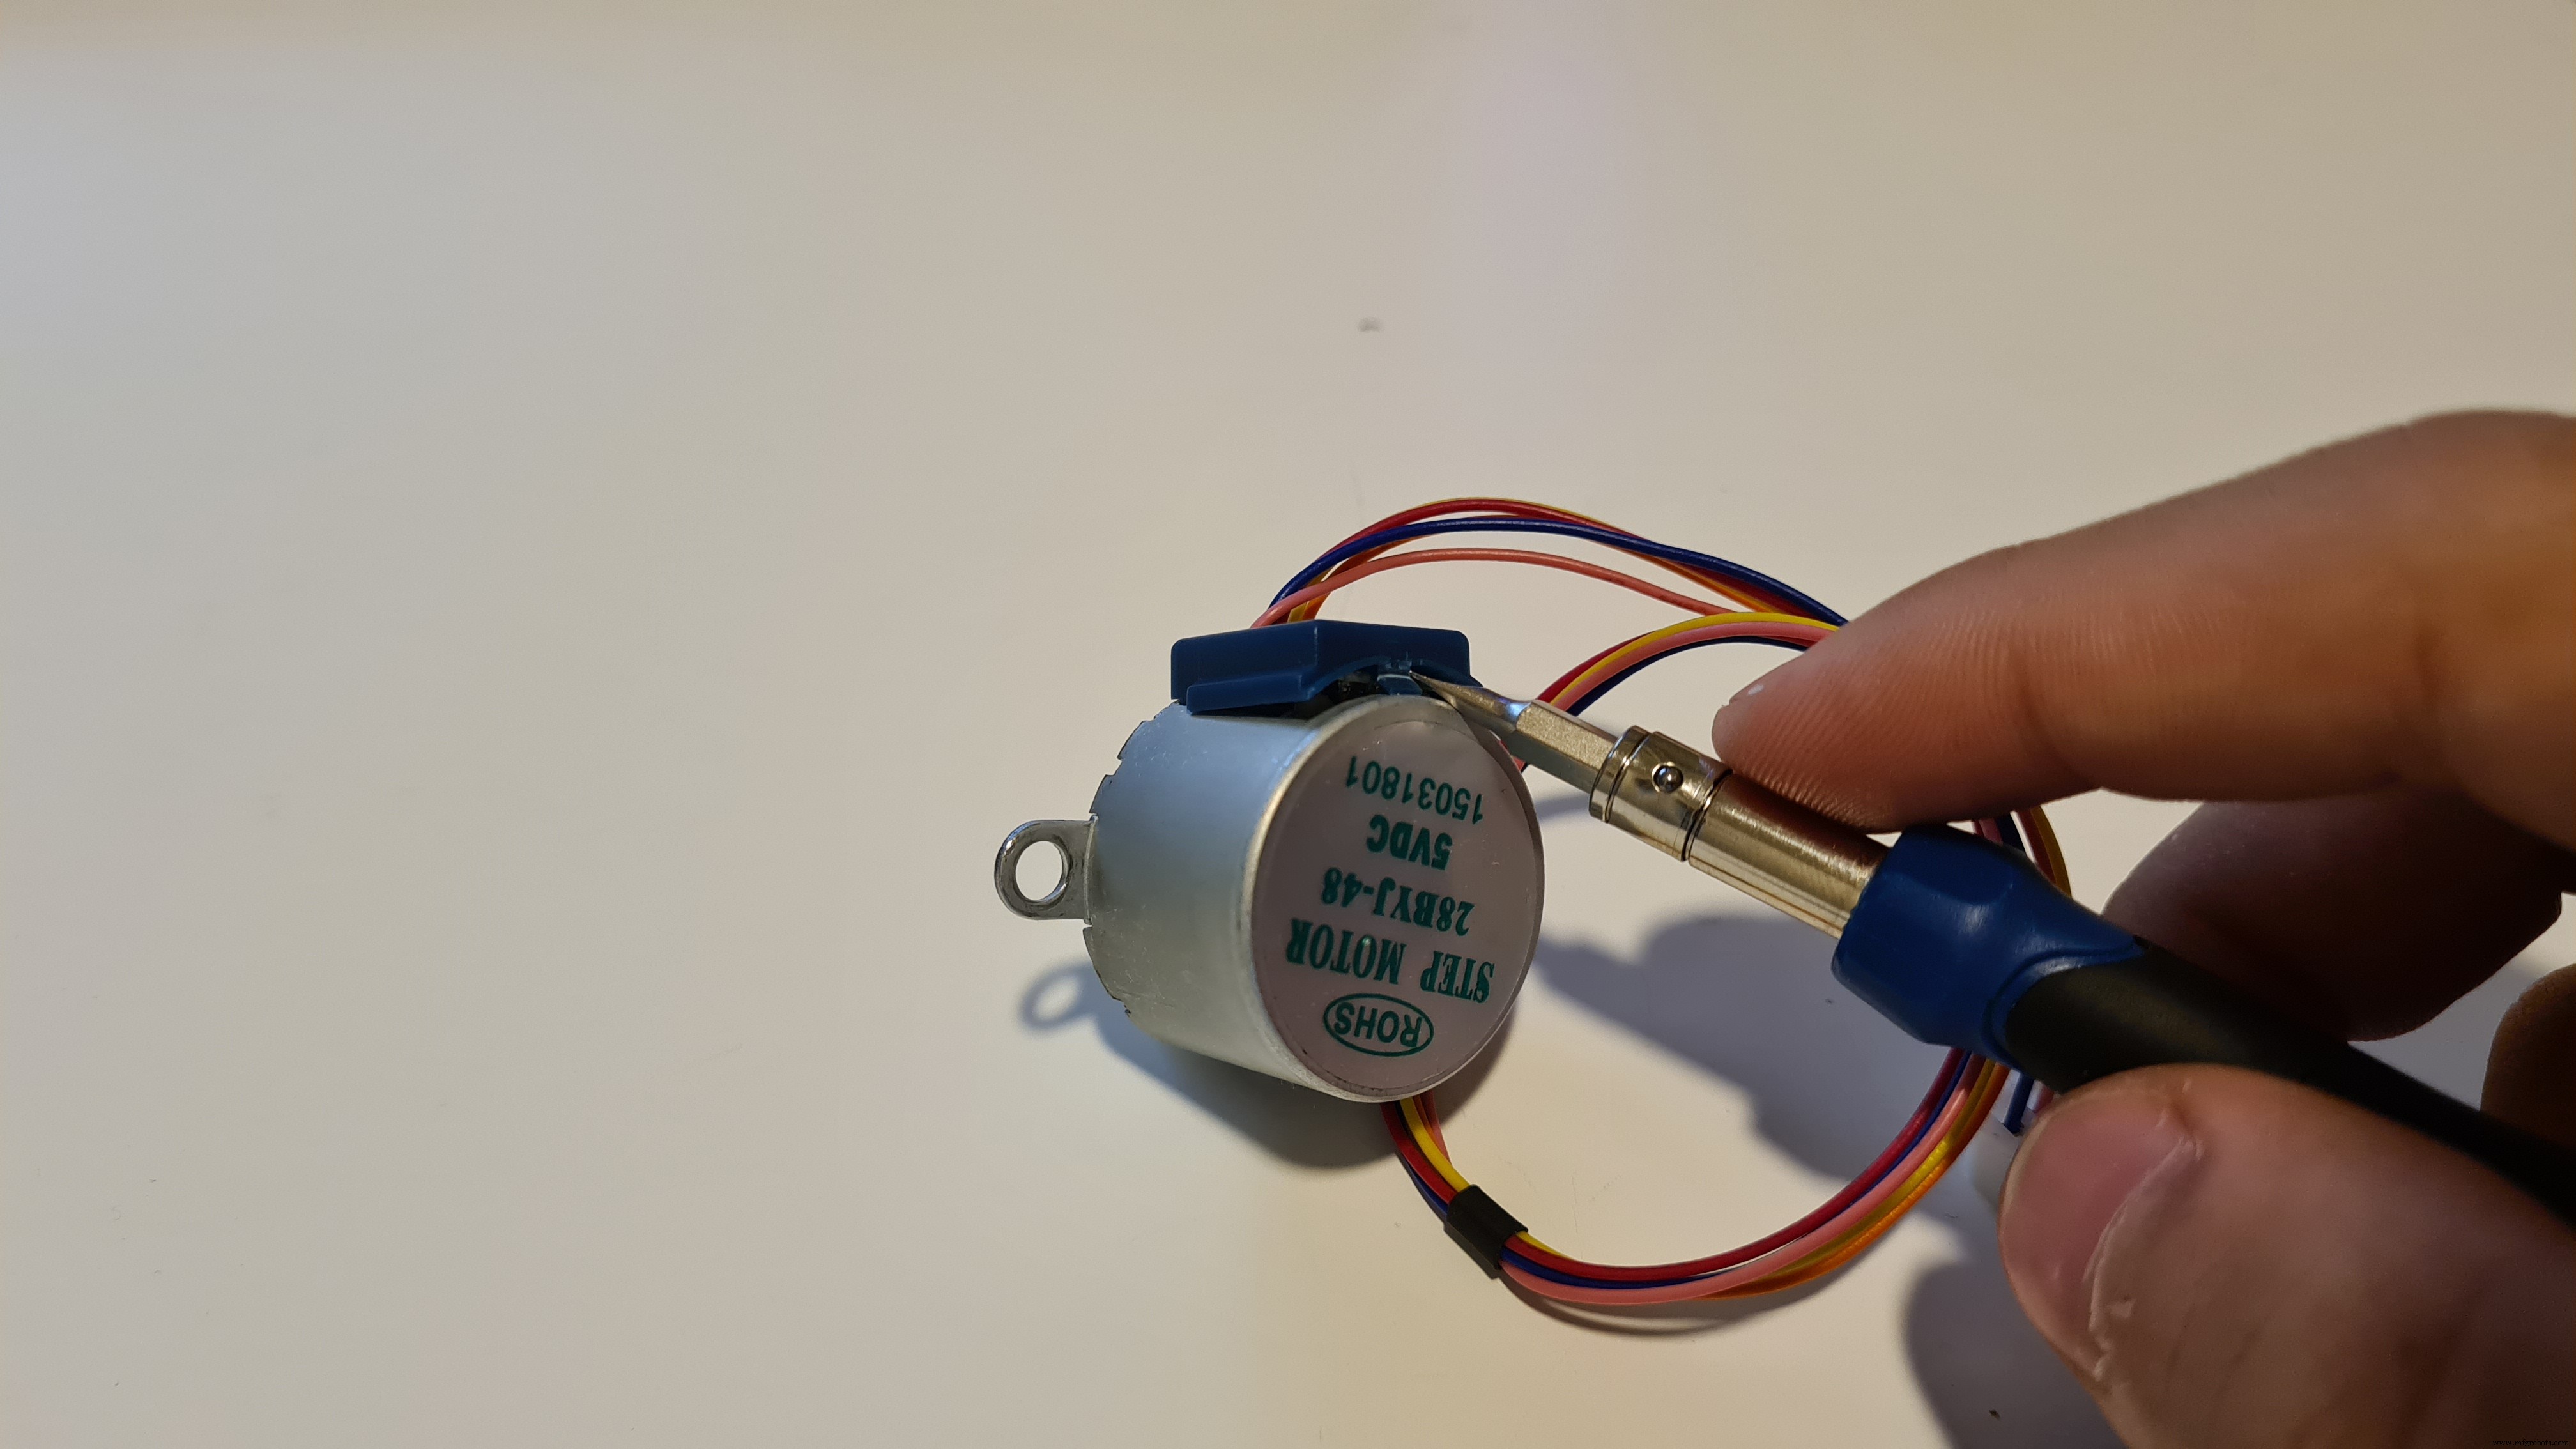 ROHS
STEP MOTOR
28BYJ-48
5VDC
15031801